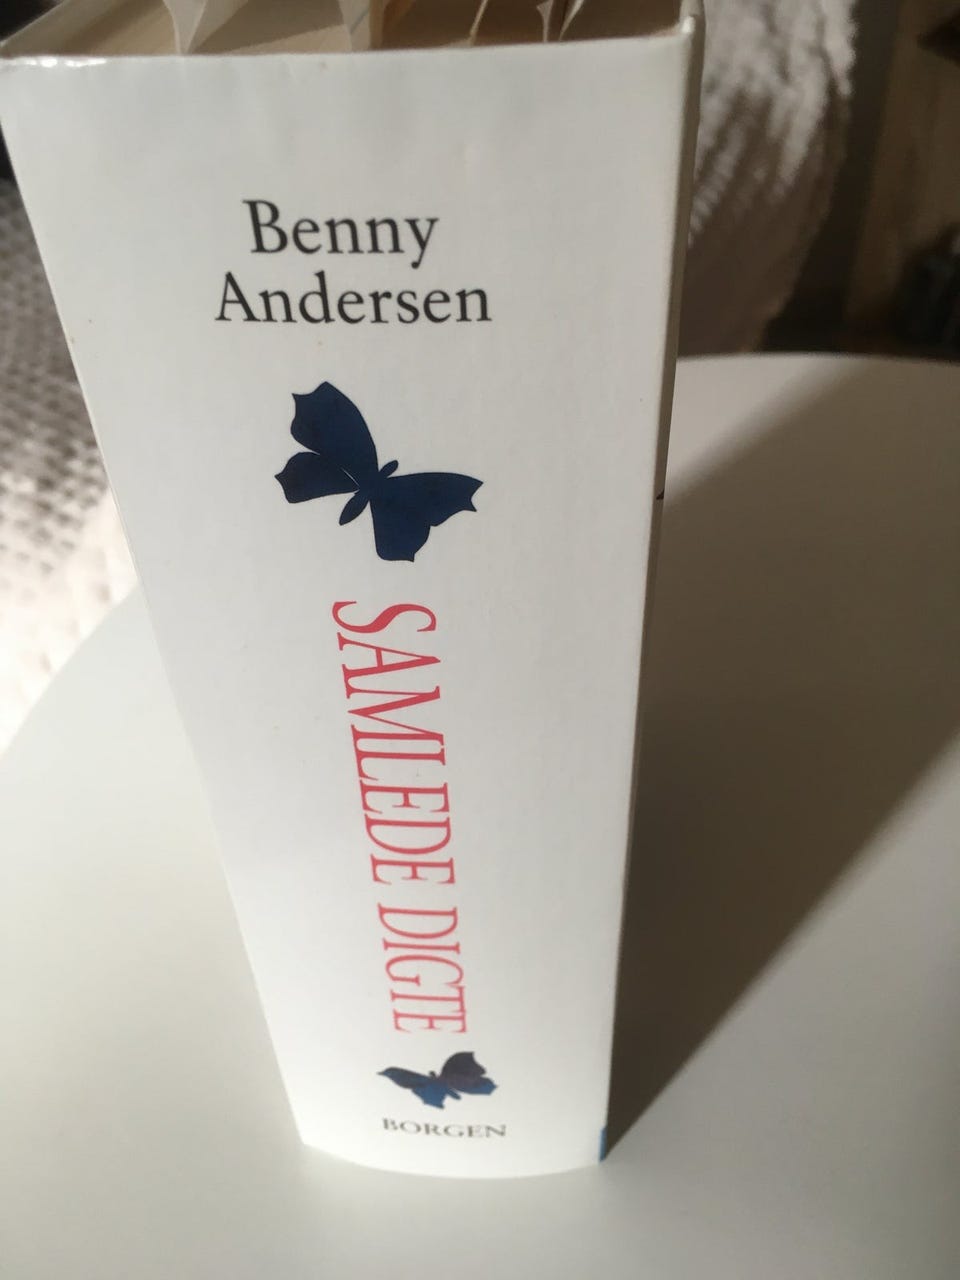 Benny
Andersen
SAMLEDE DIGTE
BORGEN